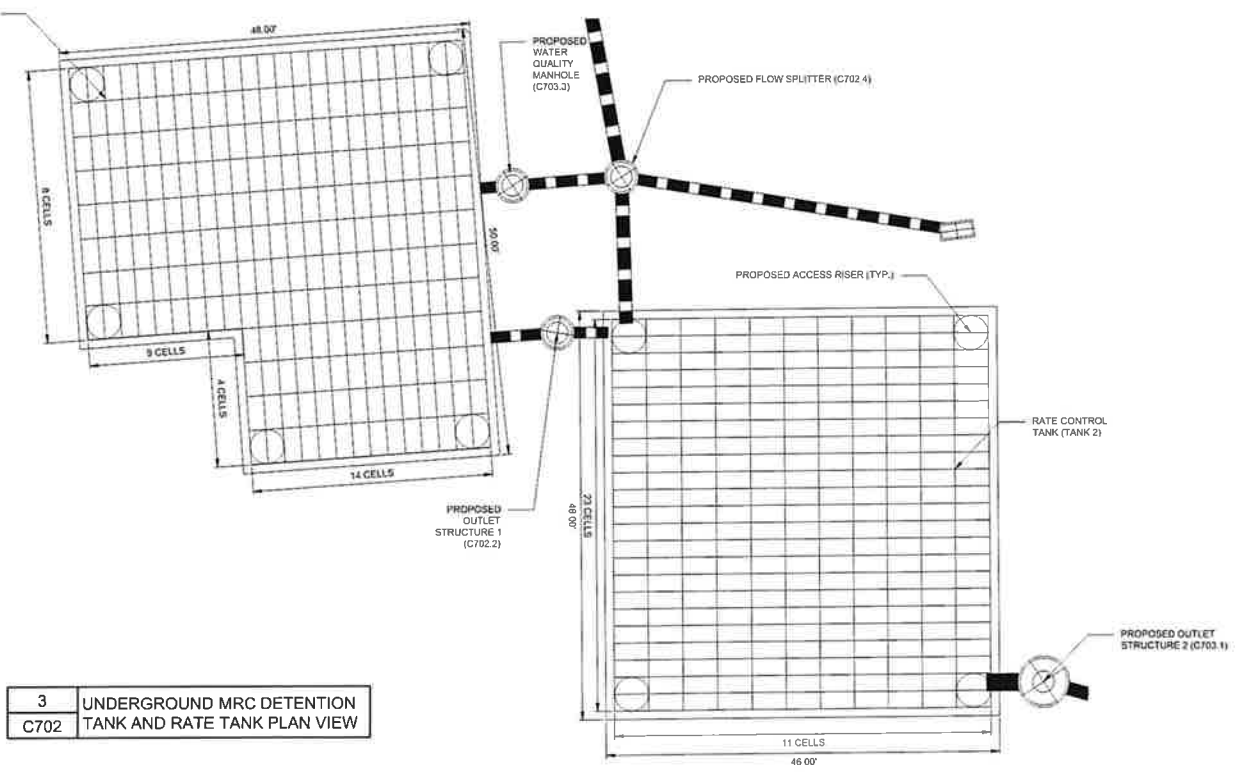 48.00'
PROPOSED
WATER
QUALITY
MANHOLE
(C703.3)
PROPOSED FLOW SPLITTER (C702.4)
8 CELLS
50.00'
PROPOSED ACCESS RISER (TYP.)
9 CELLS
4 CELLS
RATE CONTROL
TANK (TANK 2)
14 CELLS
PROPOSED
OUTLET
STRUCTURE 1
(C702.2)
23 CELLS
48.00'
PROPOSED OUTLET
STRUCTURE 2 (C703.1)
3
C702
UNDERGROUND MRC DETENTION
TANK AND RATE TANK PLAN VIEW
11 CELLS
46.00'